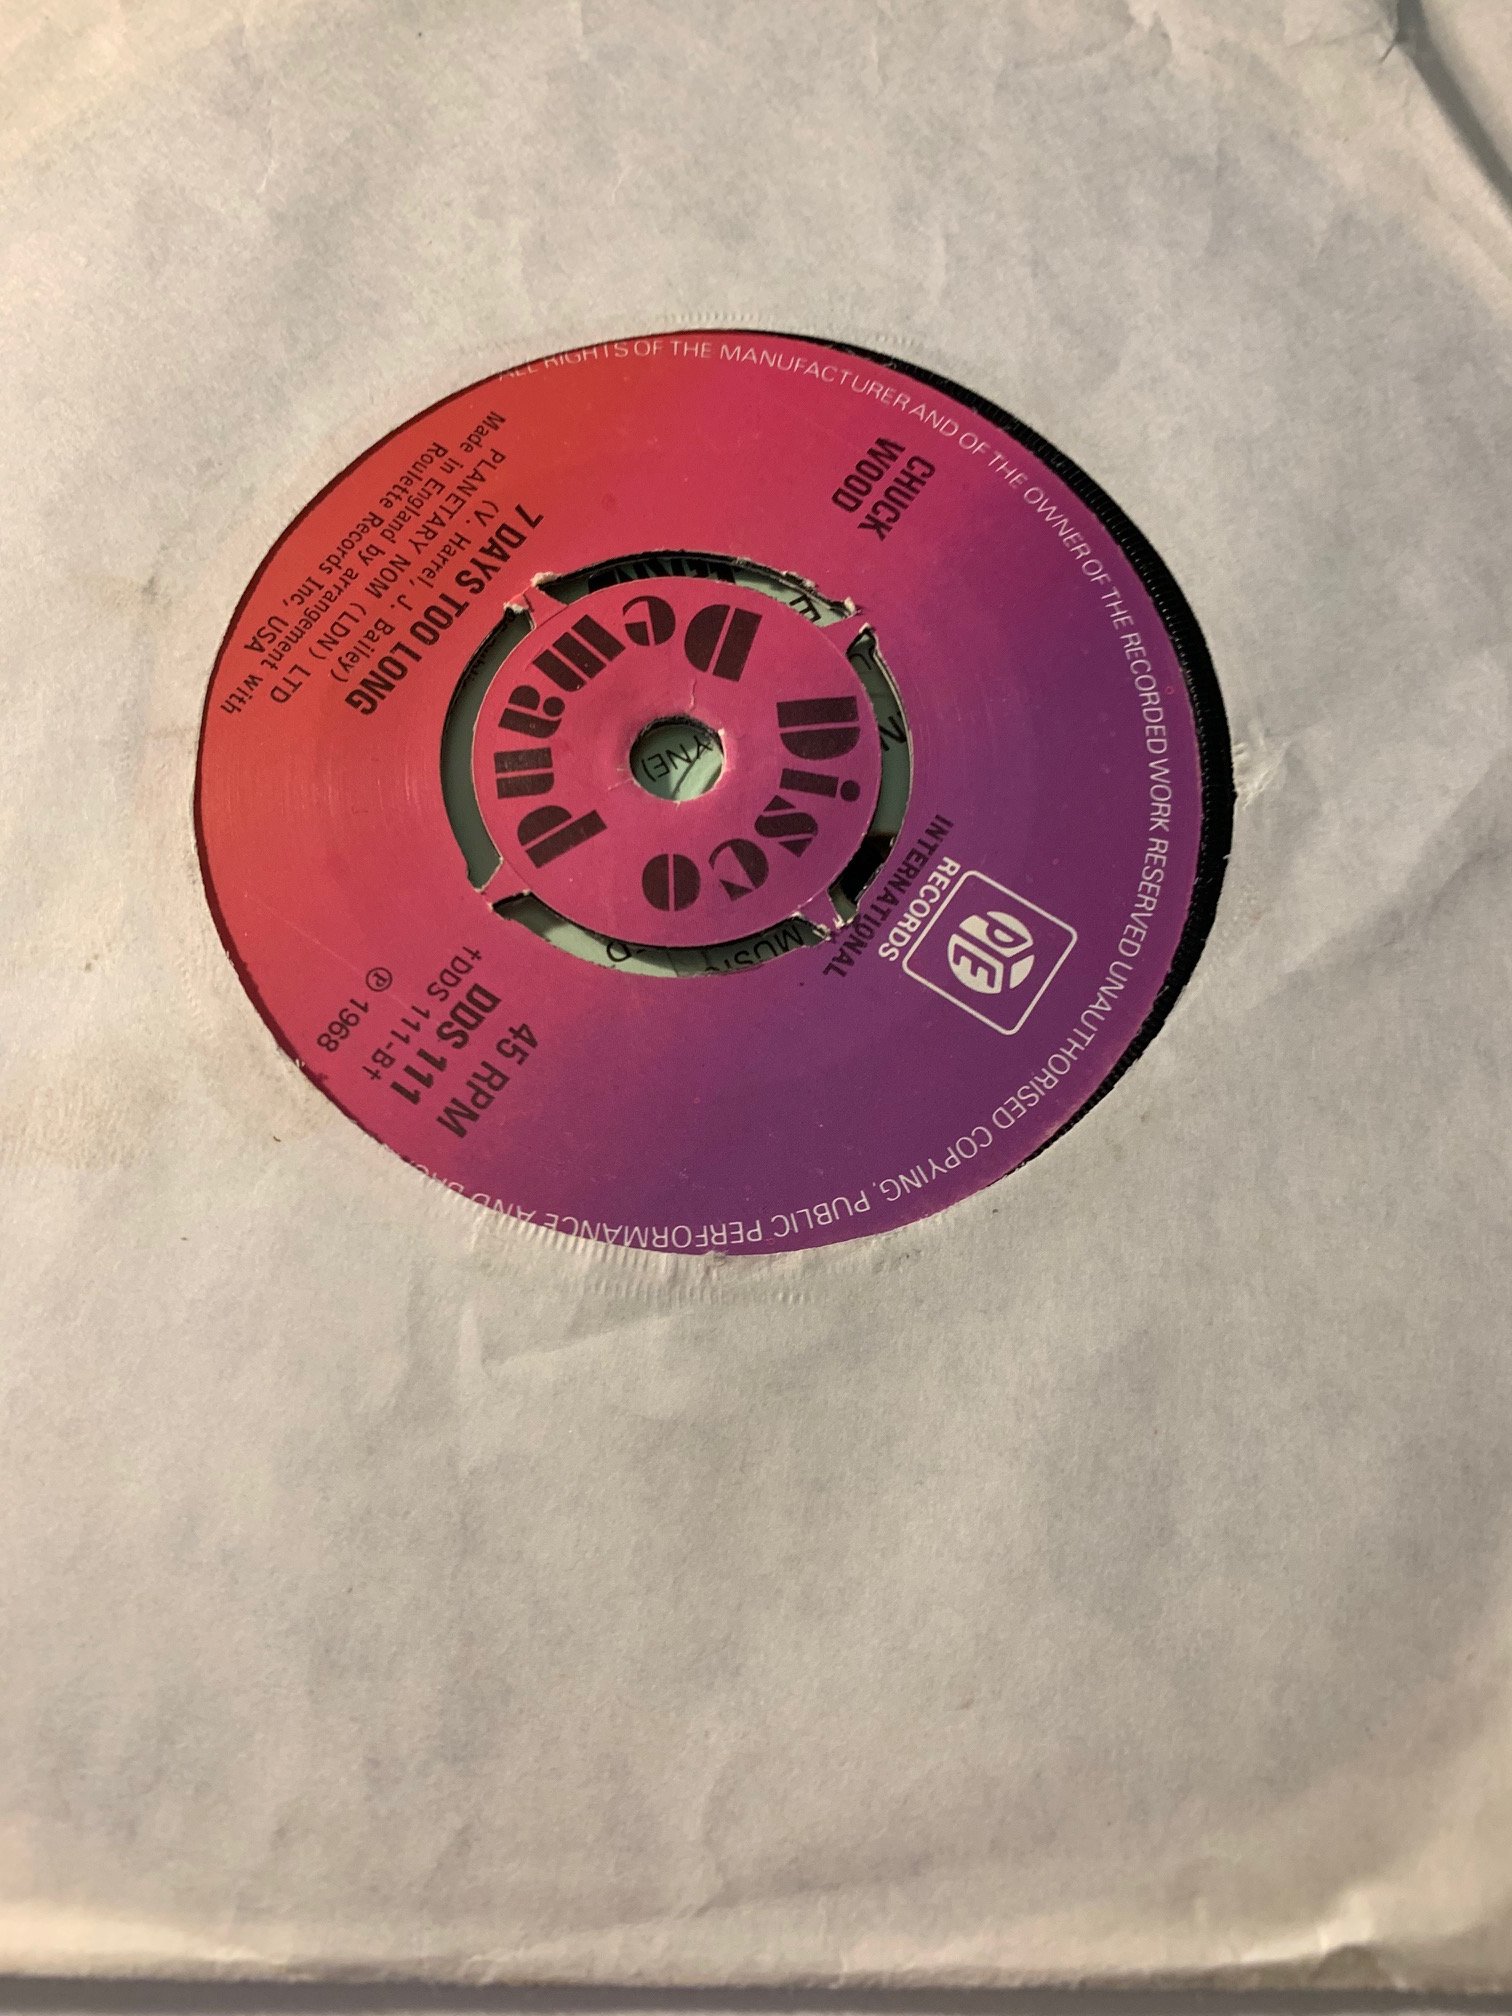 ALL RIGHTS OF THE MANUFACTURER AND OF THE OWNER OF THE RECORDED WORK RESERVED UNAUTHORISED COPYING, PUBLIC PERFORMANCE AND
PYE
RECORDS
INTERNATIONAL
45 RPM
DDS 111
†DDS 111-B†
Ⓟ 1968
Disco
Demand
CHUCK
WOOD
7 DAYS TOO LONG
(V. Harrel, J. Bailey)
PLANETARY NOM (LDN) LTD
Made in England by arrangement with
Roulette Records Inc, USA
YNE)
MUSIC